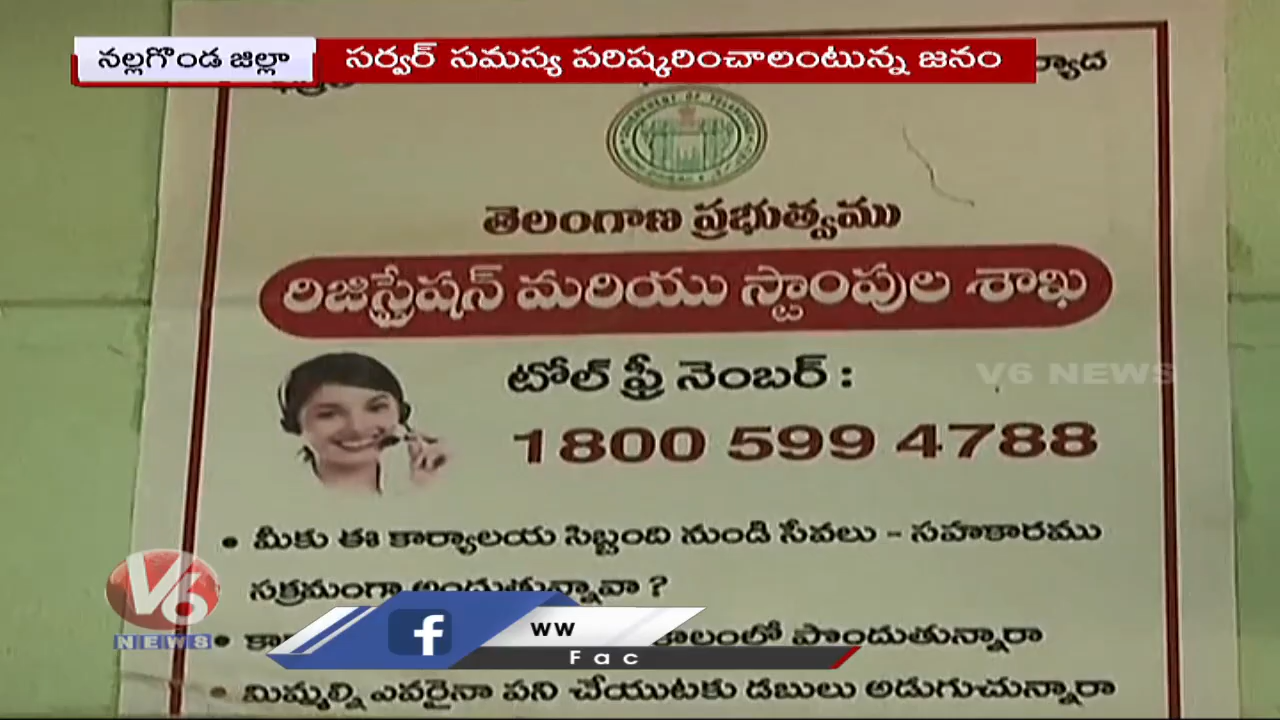 నల్లగొండ జిల్లా
సర్వర్ సమస్య పరిష్కరించాలంటున్న జనం
తెలంగాణ ప్రభుత్వము
రిజిస్ట్రేషన్ మరియు స్టాంపుల శాఖ
టోల్ ఫ్రీ నెంబర్ :
V6 NEWS
1800 599 4788
• మీకు ఈ కార్యాలయ సిబ్బంది నుండి సేవలు - సహకారము
సక్రమంగా అందుతున్నావా ?
V6
NEWS
f
ww
కాలంలో పొందుతున్నారా
Fac
• మిమ్మల్ని ఎవరైనా పని చేయుటకు డబులు అడుగుచున్నారా